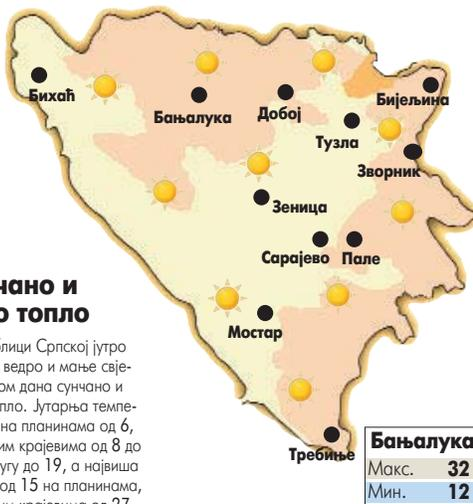 Бихаћ
Бањалука
Добој
Бијељина
Тузла
Зворник
Зеница
Сарајево
Пале
Мостар
Требиње
чано и
о топло
блици Српској јутро
ведро и мање свје-
ом дана сунчано и
пло. Јутарња темпе-
на планинама од 6,
им крајевима од 8 до
угу до 19, а највиша
од 15 на планинама,
Бањалука
Макс. 32
Мин. 12